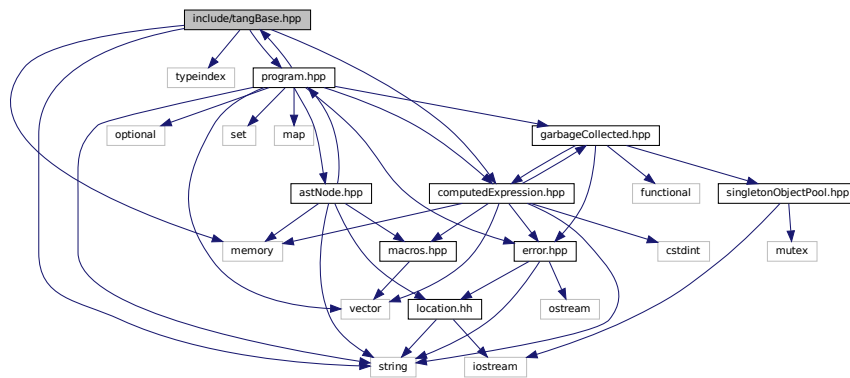 include/tangBase.hpp
typeindex
program.hpp
optional
set
map
garbageCollected.hpp
astNode.hpp
computedExpression.hpp
functional
singletonObjectPool.hpp
memory
macros.hpp
error.hpp
cstdint
mutex
vector
location.hh
ostream
string
iostream